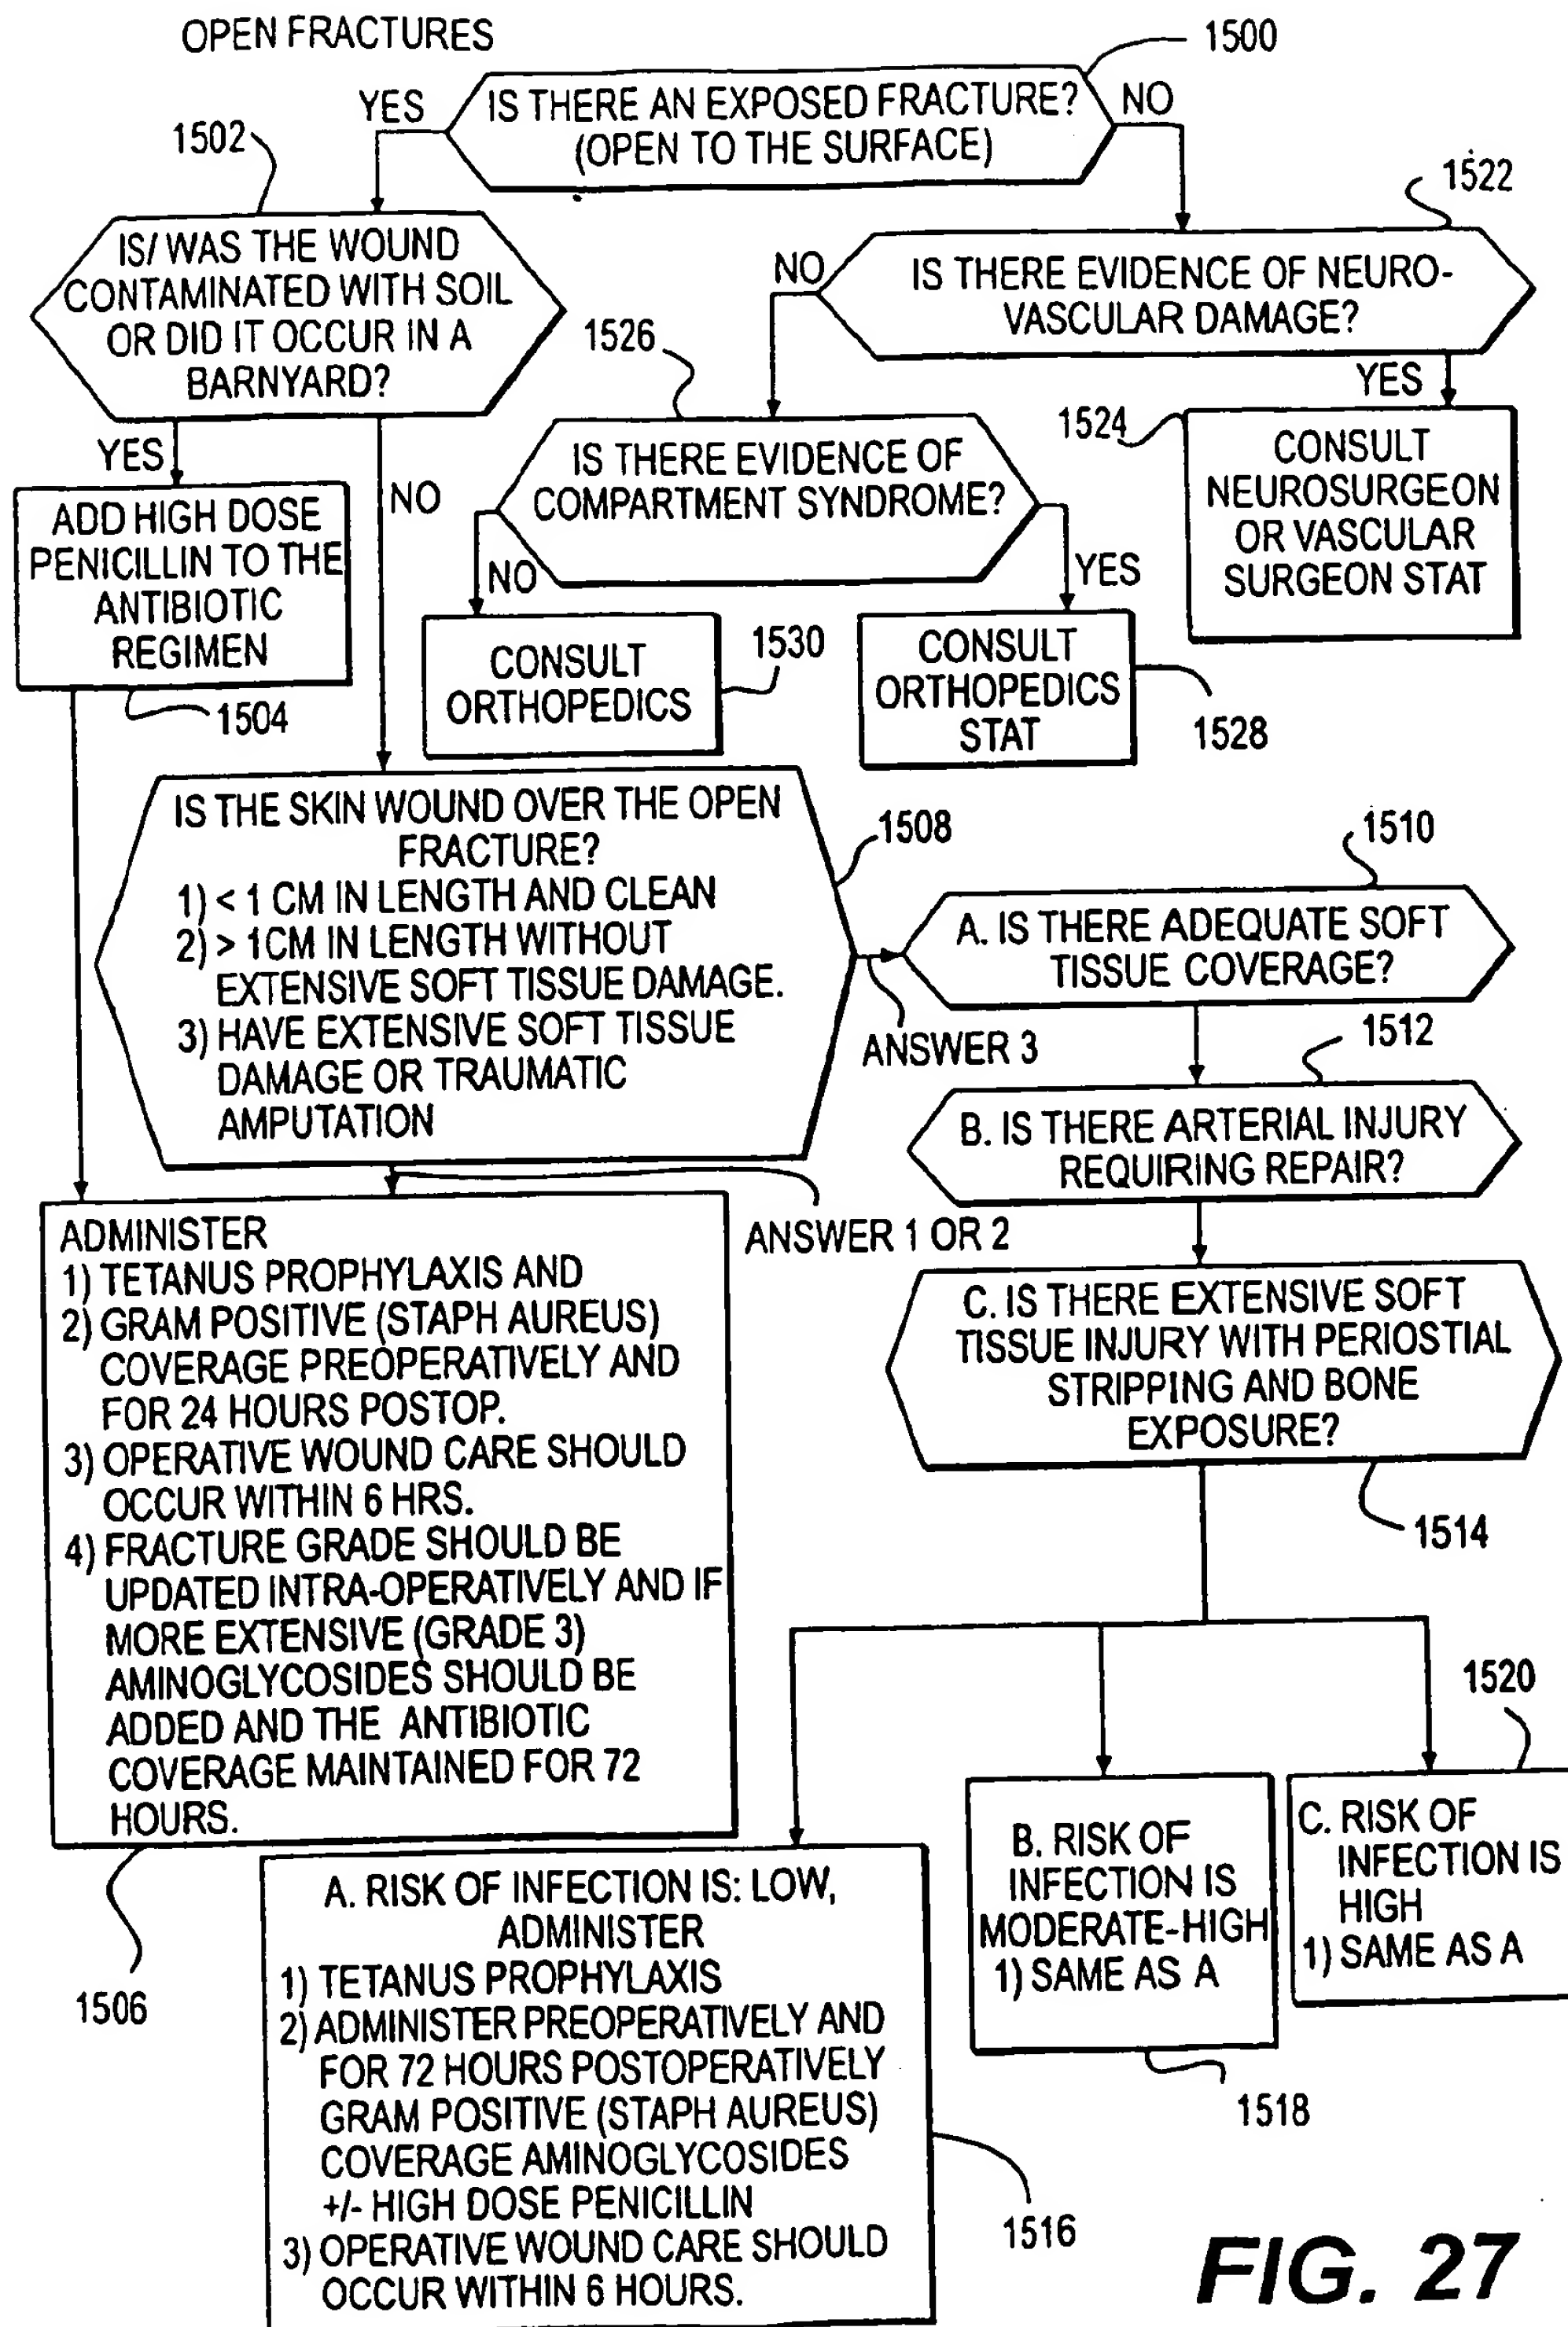 OPEN FRACTURES
1500
IS THERE AN EXPOSED FRACTURE?
(OPEN TO THE SURFACE)
YES
NO
1502
IS/ WAS THE WOUND
CONTAMINATED WITH SOIL
OR DID IT OCCUR IN A
BARNYARD?
1522
IS THERE EVIDENCE OF NEURO-
VASCULAR DAMAGE?
NO
YES
1526
IS THERE EVIDENCE OF
COMPARTMENT SYNDROME?
1524
CONSULT
NEUROSURGEON
OR VASCULAR
SURGEON STAT
YES
NO
ADD HIGH DOSE
PENICILLIN TO THE
ANTIBIOTIC
REGIMEN
1504
NO
YES
CONSULT
ORTHOPEDICS
1530
CONSULT
ORTHOPEDICS
STAT
1528
IS THE SKIN WOUND OVER THE OPEN
FRACTURE?
1) < 1 CM IN LENGTH AND CLEAN
2) > 1CM IN LENGTH WITHOUT
EXTENSIVE SOFT TISSUE DAMAGE.
3) HAVE EXTENSIVE SOFT TISSUE
DAMAGE OR TRAUMATIC
AMPUTATION
1508
ANSWER 3
1510
A. IS THERE ADEQUATE SOFT
TISSUE COVERAGE?
1512
B. IS THERE ARTERIAL INJURY
REQUIRING REPAIR?
ANSWER 1 OR 2
C. IS THERE EXTENSIVE SOFT
TISSUE INJURY WITH PERIOSTIAL
STRIPPING AND BONE
EXPOSURE?
1514
ADMINISTER
1) TETANUS PROPHYLAXIS AND
2) GRAM POSITIVE (STAPH AUREUS)
COVERAGE PREOPERATIVELY AND
FOR 24 HOURS POSTOP.
3) OPERATIVE WOUND CARE SHOULD
OCCUR WITHIN 6 HRS.
4) FRACTURE GRADE SHOULD BE
UPDATED INTRA-OPERATIVELY AND IF
MORE EXTENSIVE (GRADE 3)
AMINOGLYCOSIDES SHOULD BE
ADDED AND THE ANTIBIOTIC
COVERAGE MAINTAINED FOR 72
HOURS.
1506
A. RISK OF INFECTION IS: LOW,
ADMINISTER
1) TETANUS PROPHYLAXIS
2) ADMINISTER PREOPERATIVELY AND
FOR 72 HOURS POSTOPERATIVELY
GRAM POSITIVE (STAPH AUREUS)
COVERAGE AMINOGLYCOSIDES
+/- HIGH DOSE PENICILLIN
3) OPERATIVE WOUND CARE SHOULD
OCCUR WITHIN 6 HOURS.
1516
B. RISK OF
INFECTION IS
MODERATE-HIGH
1) SAME AS A
1518
1520
C. RISK OF
INFECTION IS
HIGH
1) SAME AS A
FIG. 27